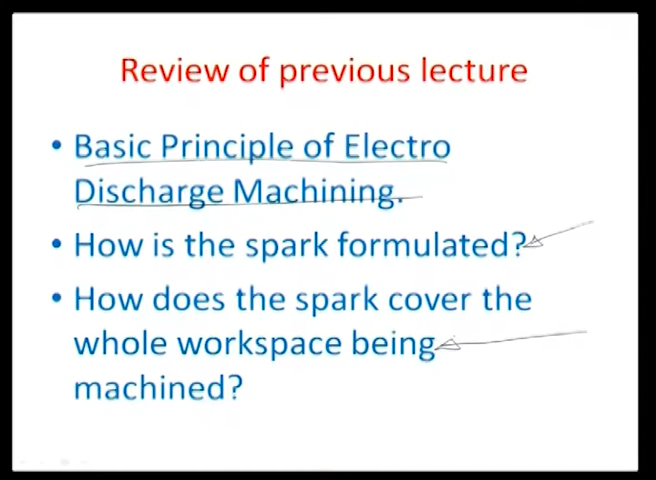 Review of previous lecture
• Basic Principle of Electro
Discharge Machining.
• How is the spark formulated?
• How does the spark cover the
whole workspace being
machined?